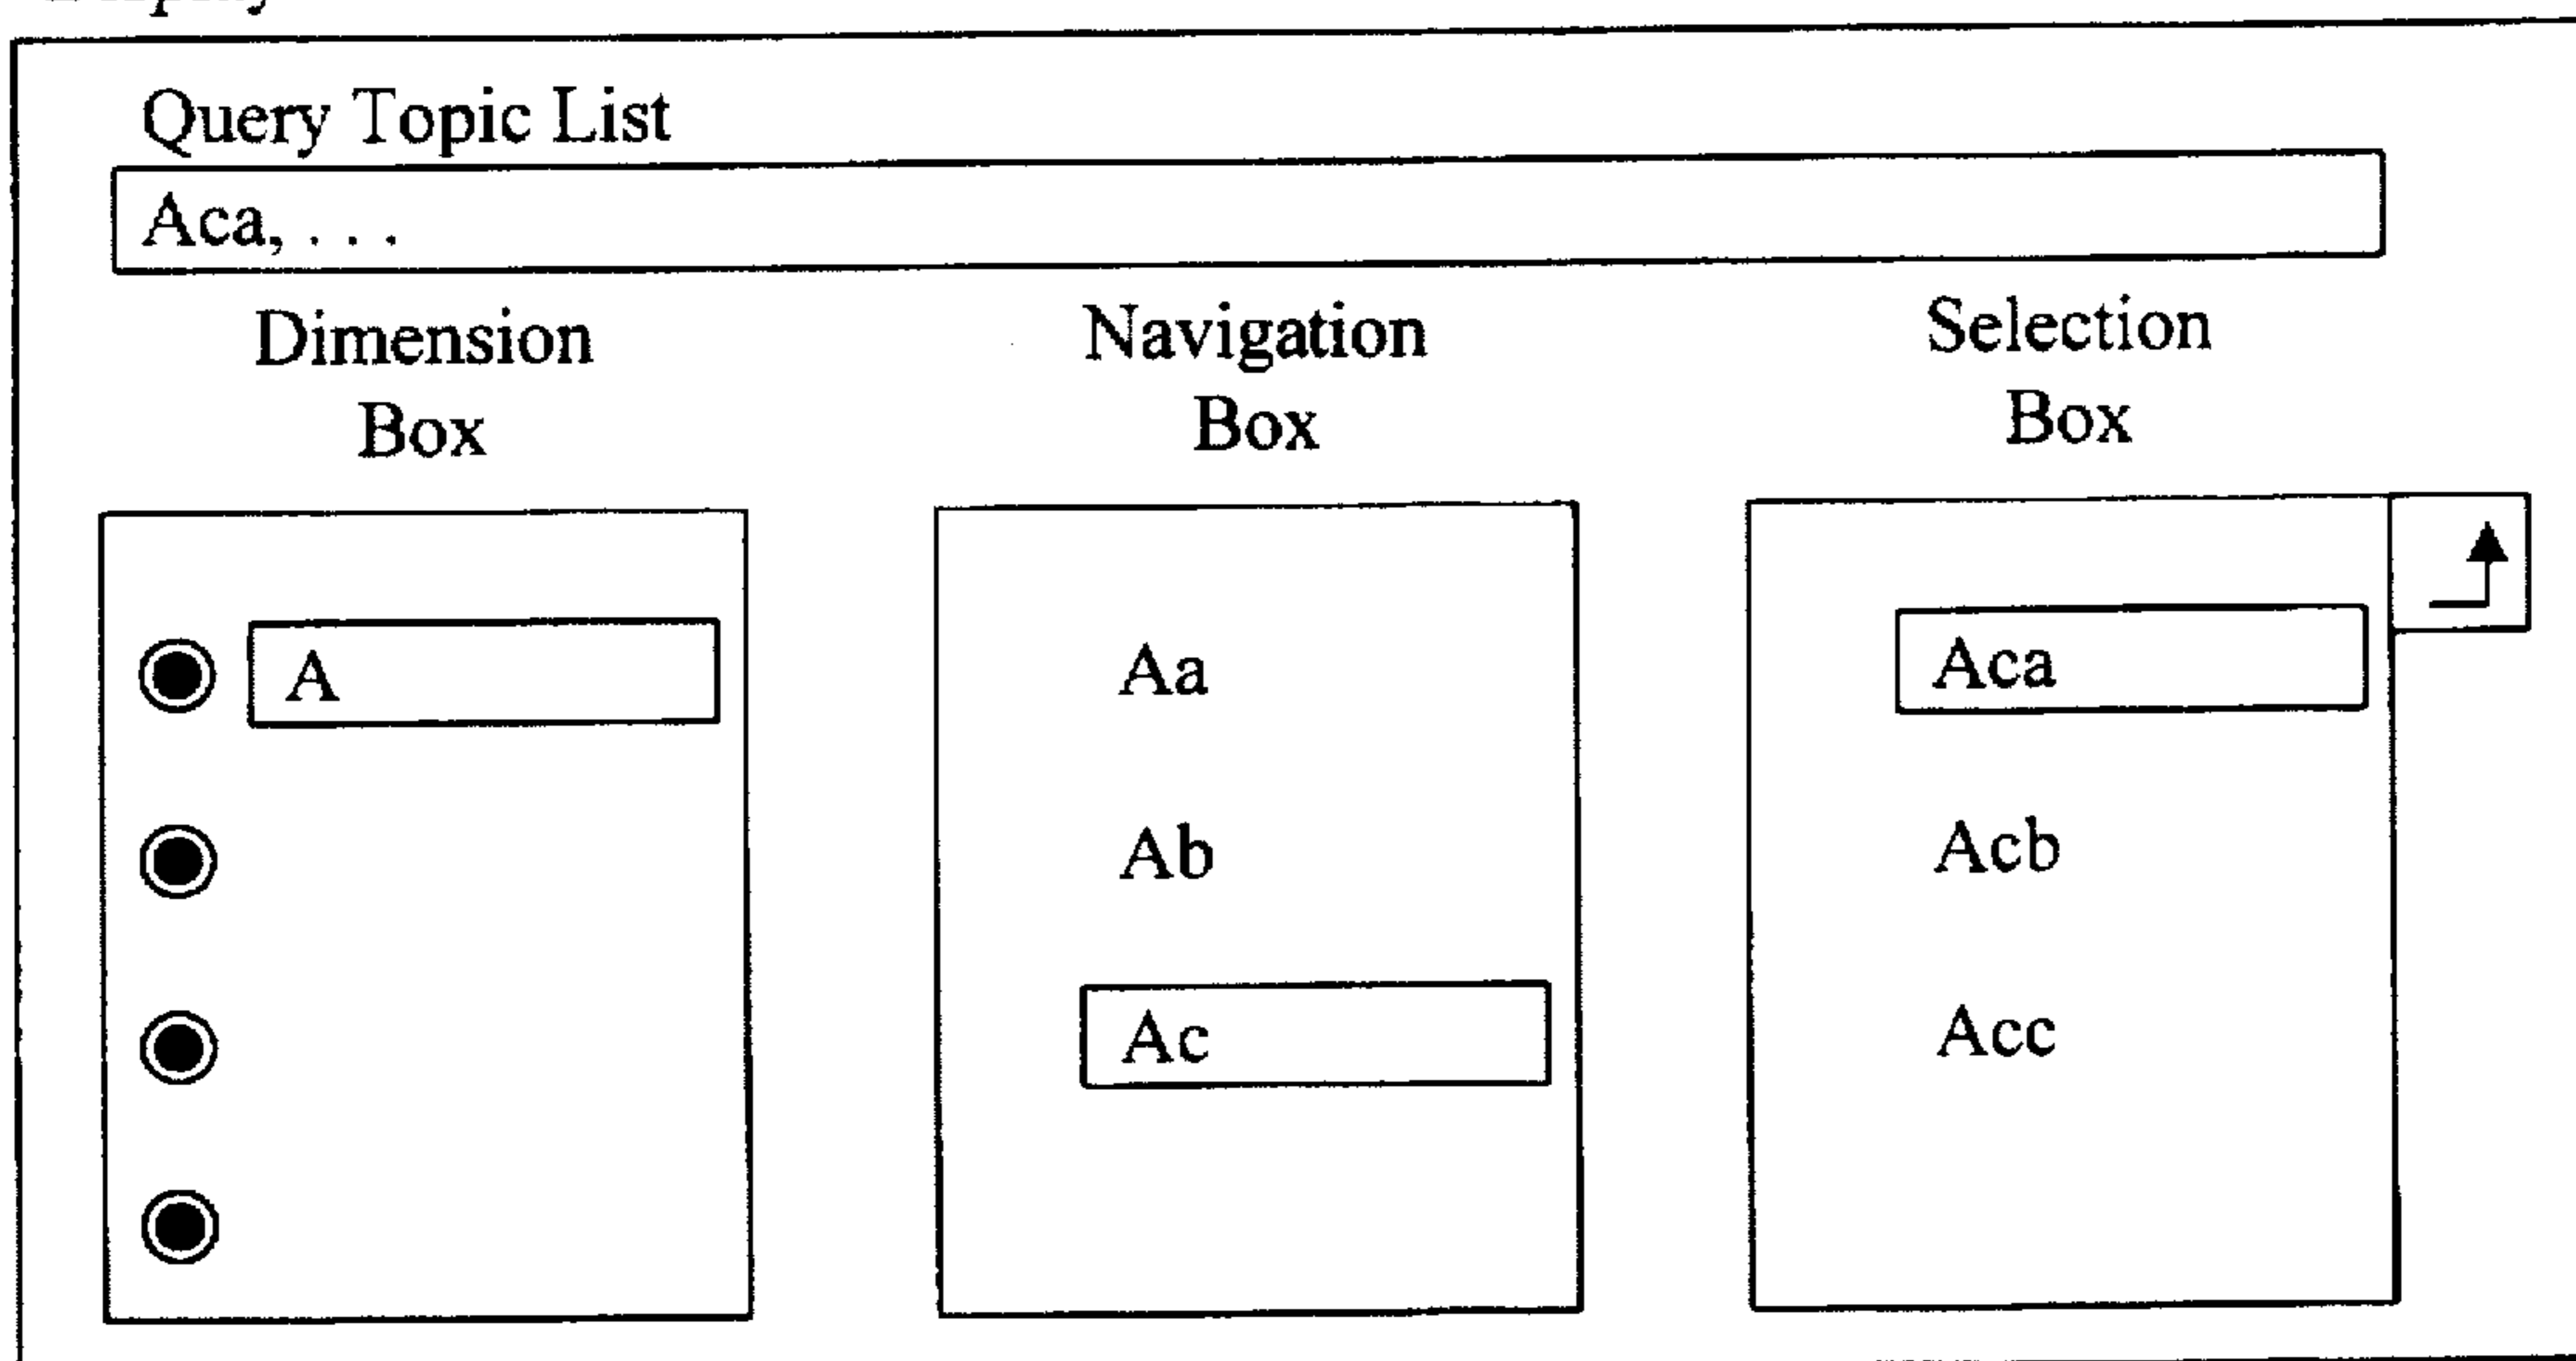 Query Topic List
Aca, . . .
Dimension Box
Navigation Box
Selection Box
A
Aa
Ab
Ac
Aca
Acb
Acc